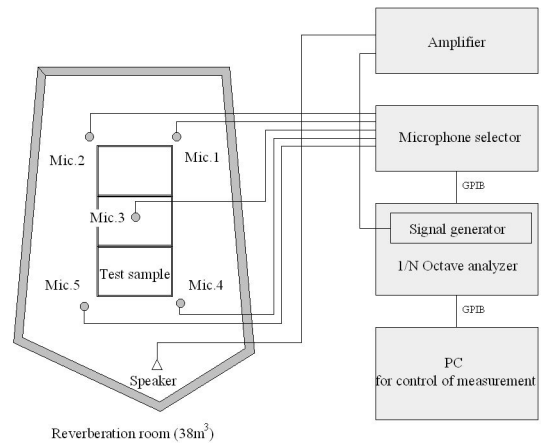 Amplifier
Microphone selector
Mic.2
Mic.1
GPIB
Mic.3
Signal generator
1/N Octave analyzer
Test sample
Mic.5
Mic.4
GPIB
Speaker
PC
for control of measurement
Reverberation room (38m³)